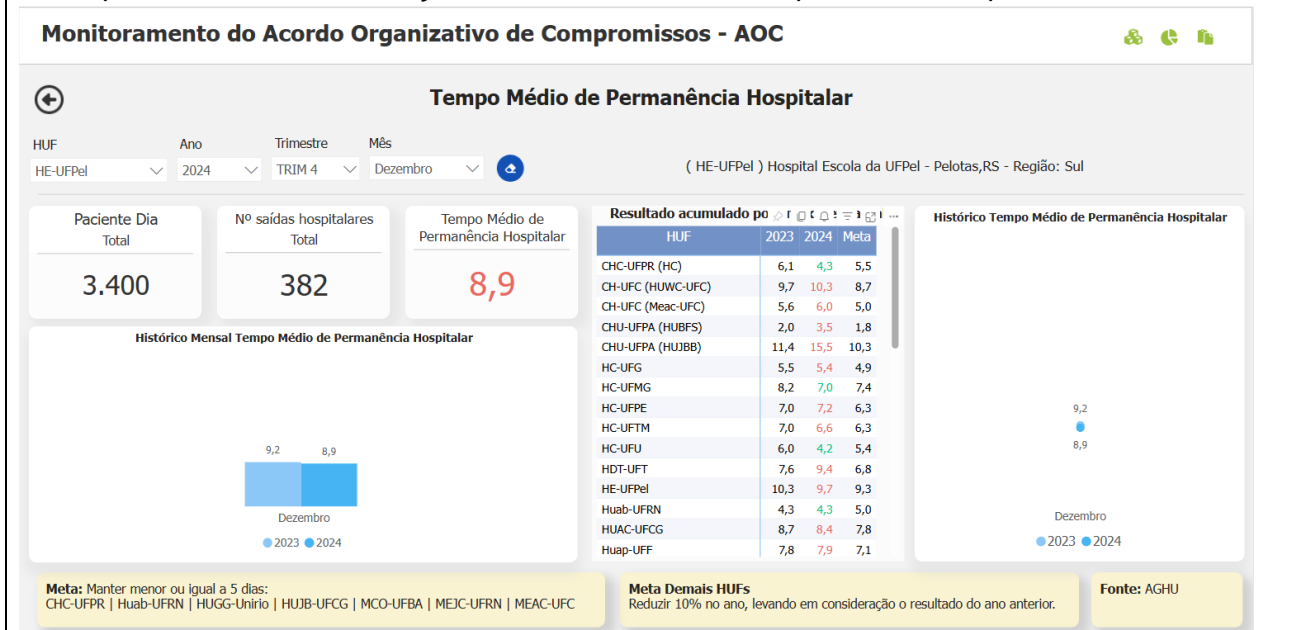 Monitoramento do Acordo Organizativo de Compromissos - AOC
Tempo Médio de Permanência Hospitalar
HUF Ano Trimestre Mês
HE-UFPel 2024 TRIM 4 Dezembro
( HE-UFPel ) Hospital Escola da UFPel - Pelotas,RS - Região: Sul
Paciente Dia
Total
3.400
Nº saídas hospitalares
Total
382
Tempo Médio de
Permanência Hospitalar
8,9
Histórico Mensal Tempo Médio de Permanência Hospitalar
9,2 8,9
Dezembro
2023 2024
Resultado acumulado
HUF 2023 2024 Meta
CHC-UFPR (HC) 6,1 4,3 5,5
CH-UFC (HUWC-UFC) 9,7 10,3 8,7
CH-UFC (Meac-UFC) 5,6 6,0 5,0
CHU-UFPA (HUBFS) 2,0 3,5 1,8
CHU-UFPA (HUJBB) 11,4 15,5 10,3
HC-UFG 5,5 5,4 4,9
HC-UFMG 8,2 7,0 7,4
HC-UFPE 7,0 7,2 6,3
HC-UFTM 7,0 6,6 6,3
HC-UFU 6,0 4,2 5,4
HDT-UFT 7,6 9,4 6,8
HE-UFPel 10,3 9,7 9,3
Huab-UFRN 4,3 4,3 5,0
HUAC-UFCG 8,7 8,4 7,8
Huap-UFF 7,8 7,9 7,1
Histórico Tempo Médio de Permanência Hospitalar
9,2
8,9
Dezembro
2023 2024
Meta: Manter menor ou igual a 5 dias:
CHC-UFPR | Huab-UFRN | HUGG-Unirio | HUJB-UFCG | MCO-UFBA | MEJC-UFRN | MEAC-UFC
Meta Demais HUFs
Reduzir 10% no ano, levando em consideração o resultado do ano anterior.
Fonte: AGHU